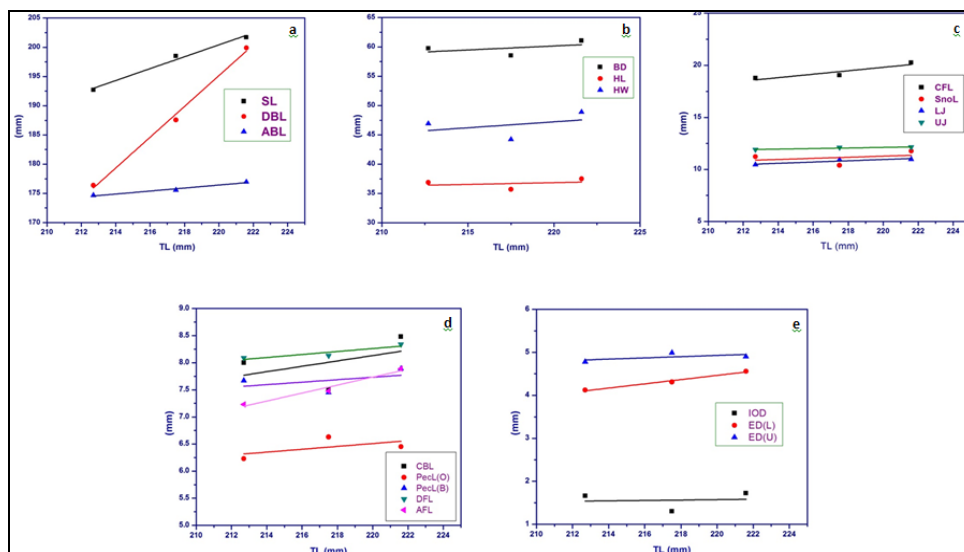 a
205
200
195
190
185
180
175
170
(mm)
SL
DBL
ABL
210 212 214 216 218 220 222 224
TL (mm)
b
65
60
55
50
45
40
35
30
(mm)
BD
HL
HW
210 215 220 225
TL (mm)
c
25
20
15
10
5
(mm)
CFL
SnoL
LJ
UJ
210 212 214 216 218 220 222 224
TL (mm)
d
9.0
8.5
8.0
7.5
7.0
6.5
6.0
5.5
5.0
(mm)
CBL
PecL(O)
PecL(B)
DFL
AFL
210 212 214 216 218 220 222 224
TL (mm)
e
6
5
4
3
2
1
(mm)
IOD
ED(L)
ED(U)
210 212 214 216 218 220 222 224
TL (mm)